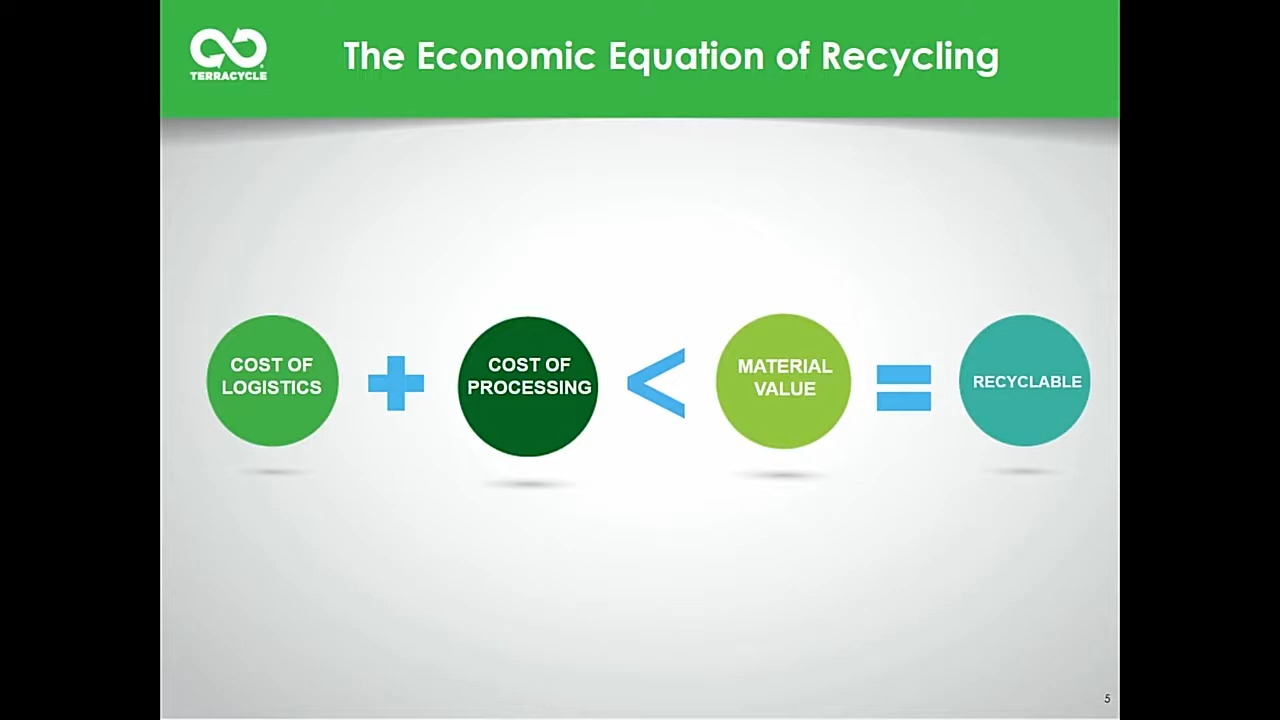 TERRACYCLE
The Economic Equation of Recycling
COST OF
LOGISTICS
+
COST OF
PROCESSING
<
MATERIAL
VALUE
=
RECYCLABLE
5